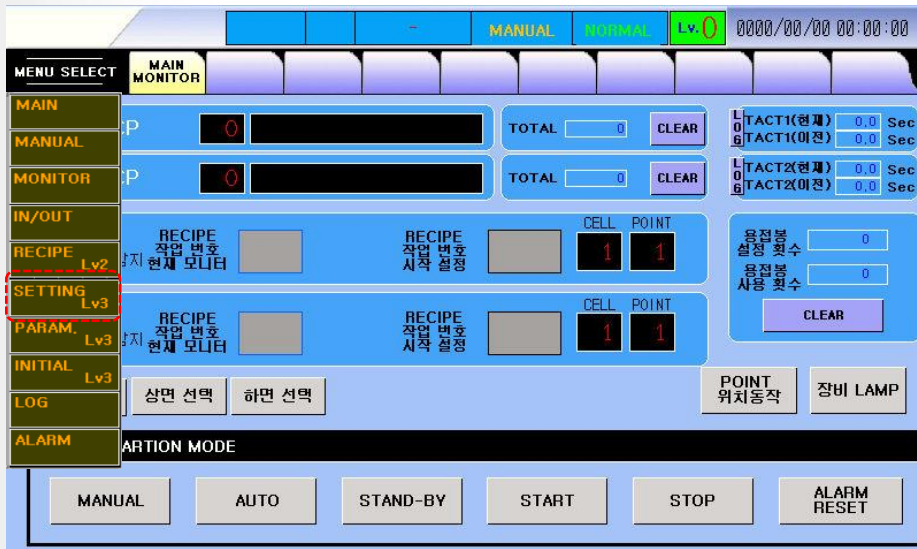 - MANUAL NORMAL Lv.0 0000/00/00 00:00:00
MENU SELECT
MAIN
MONITOR
MAIN
MANUAL
MONITOR
IN/OUT
RECIPE
Lv2
SETTING
Lv3
PARAM.
Lv3
INITIAL
Lv3
LOG
ALARM
CP 0 TOTAL 0 CLEAR
LOG
TACT1(현재) 0.0 Sec
TACT1(이전) 0.0 Sec
CP 0 TOTAL 0 CLEAR
LOG
TACT2(현재) 0.0 Sec
TACT2(이전) 0.0 Sec
감지
RECIPE
작업 번호
현재 모니터
RECIPE
작업 번호
시작 설정
CELL POINT
1 1
용접봉
설정 횟수
0
용접봉
사용 횟수
0
CLEAR
감지
RECIPE
작업 번호
현재 모니터
RECIPE
작업 번호
시작 설정
CELL POINT
1 1
상면 선택
하면 선택
POINT
위치동작
장비 LAMP
ARTION MODE
MANUAL
AUTO
STAND-BY
START
STOP
ALARM
RESET